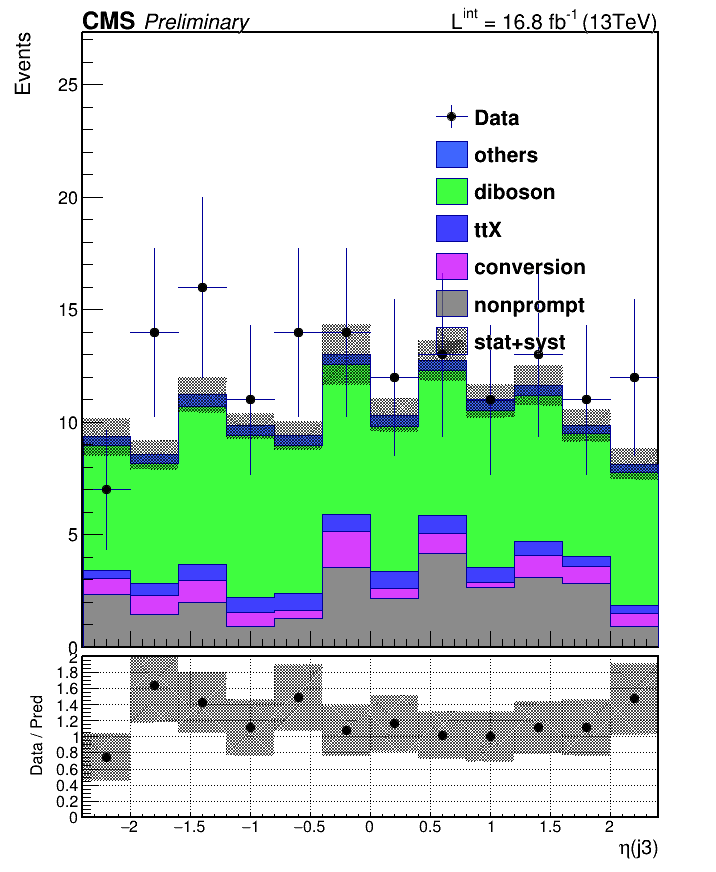 CMS Preliminary L^int = 16.8 fb^-1 (13TeV)
Events
25
20
15
10
5
0
Data
others
diboson
ttX
conversion
nonprompt
stat+syst
Data / Pred
2
1.8
1.6
1.4
1.2
1
0.8
0.6
0.4
0.2
0
−2 −1.5 −1 −0.5 0 0.5 1 1.5 2
η(j3)